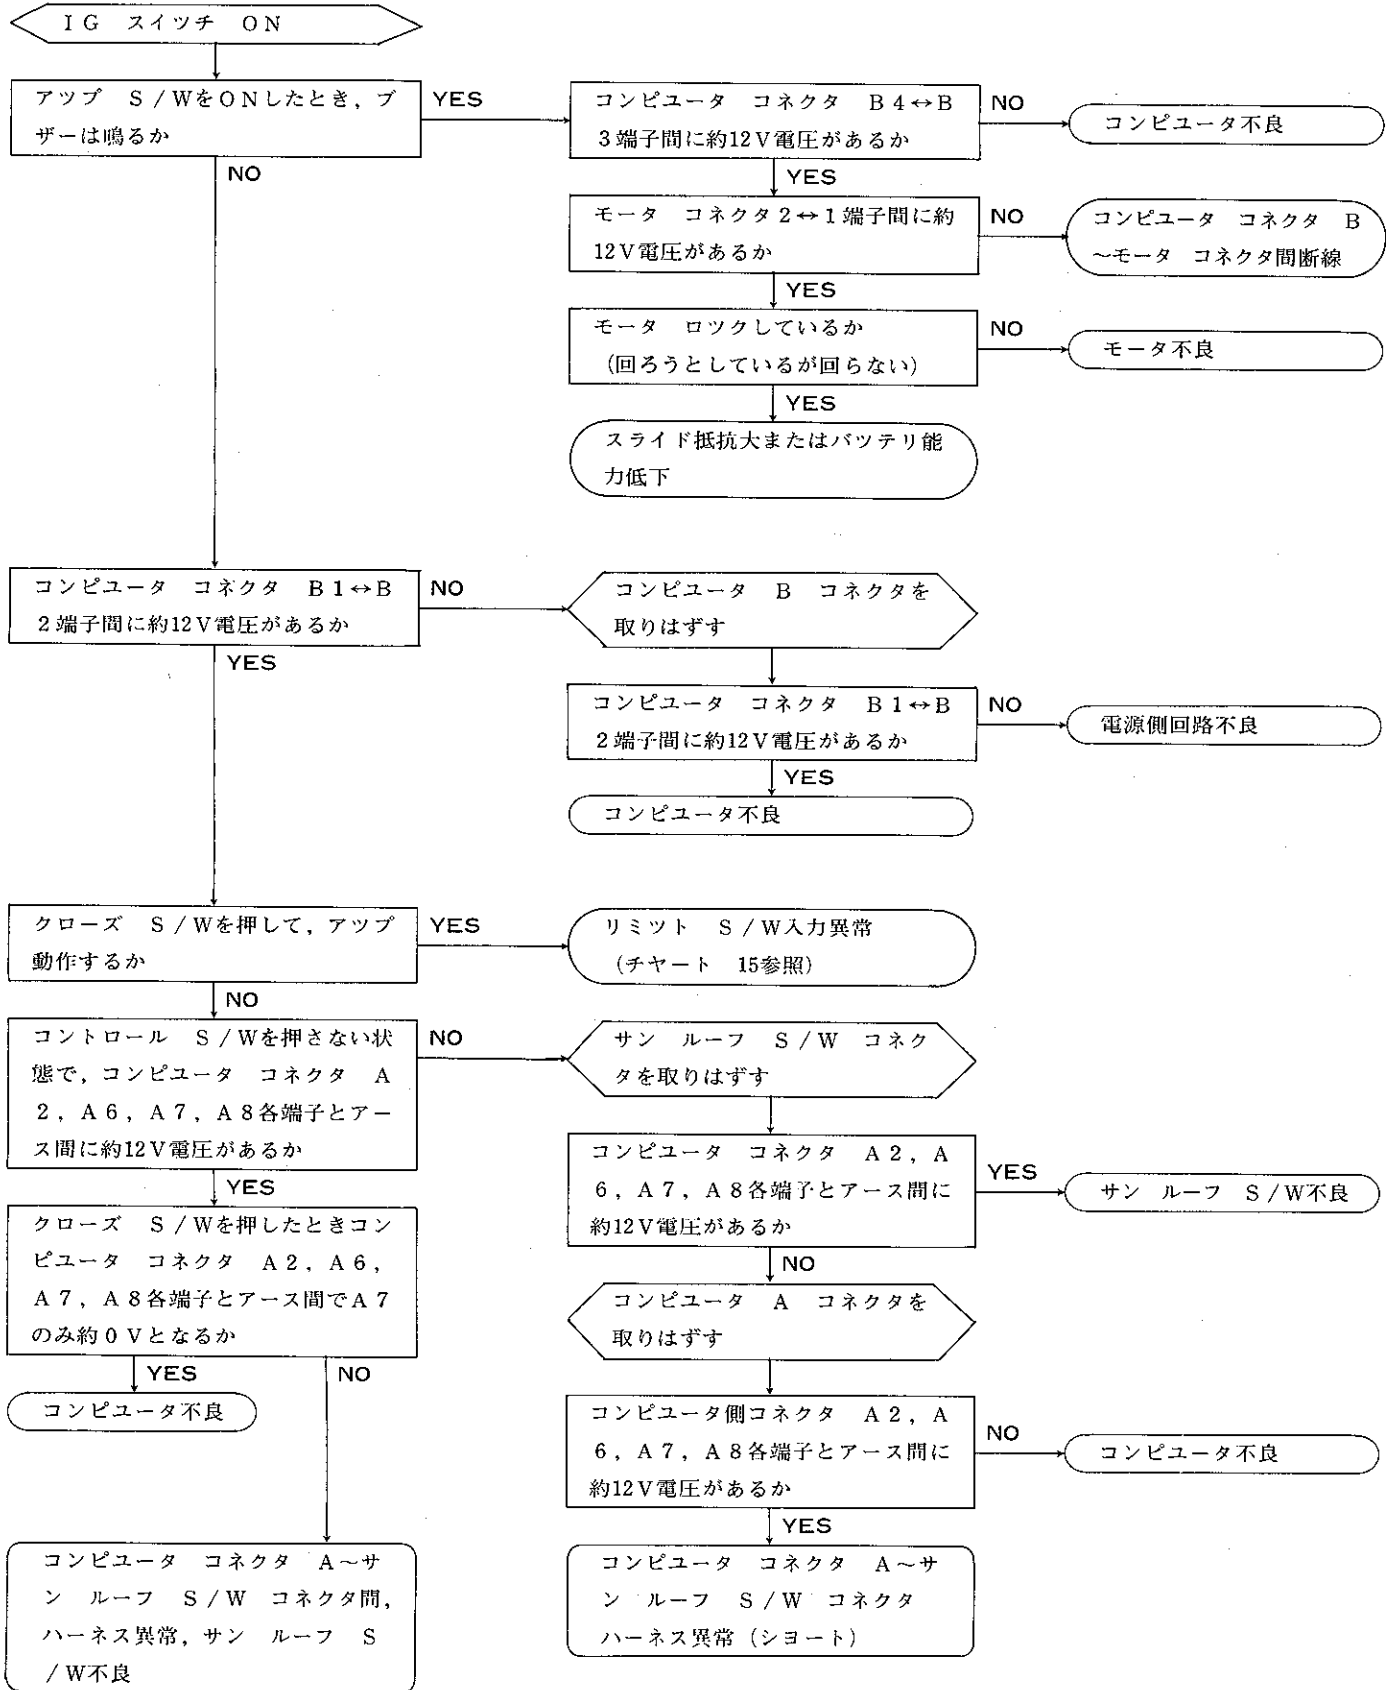 IG スイツチ ON
アツプ S/WをONしたとき，ブ
ザーは鳴るか
YES
コンピユータ コネクタ B4↔B
3端子間に約12V電圧があるか
NO
コンピユータ不良
NO
YES
モータ コネクタ2↔1端子間に約
12V電圧があるか
NO
コンピユータ コネクタ B
～モータ コネクタ間断線
YES
モータ ロツクしているか
(回ろうとしているが回らない)
NO
モータ不良
YES
スライド抵抗大またはバツテリ能
力低下
コンピユータ コネクタ B1↔B
2端子間に約12V電圧があるか
NO
コンピユータ B コネクタを
取りはずす
YES
コンピユータ コネクタ B1↔B
2端子間に約12V電圧があるか
NO
電源側回路不良
YES
コンピユータ不良
クローズ S/Wを押して，アツプ
動作するか
YES
リミツト S/W入力異常
(チヤート 15参照)
NO
コントロール S/Wを押さない状
態で，コンピユータ コネクタ A
2，A6，A7，A8各端子とアー
ス間に約12V電圧があるか
NO
サン ルーフ S/W コネク
タを取りはずす
YES
コンピユータ コネクタ A2，A
6，A7，A8各端子とアース間に
約12V電圧があるか
YES
サン ルーフ S/W不良
クローズ S/Wを押したときコン
ピユータ コネクタ A2，A6，
A7，A8各端子とアース間でA7
のみ約0Vとなるか
NO
コンピユータ A コネクタを
取りはずす
YES
NO
コンピユータ不良
コンピユータ側コネクタ A2，A
6，A7，A8各端子とアース間に
約12V電圧があるか
NO
コンピユータ不良
YES
コンピユータ コネクタ A～サ
ン ルーフ S/W コネクタ間，
ハーネス異常，サン ルーフ S
/W不良
コンピユータ コネクタ A～サ
ン ルーフ S/W コネクタ
ハーネス異常 (シヨート)